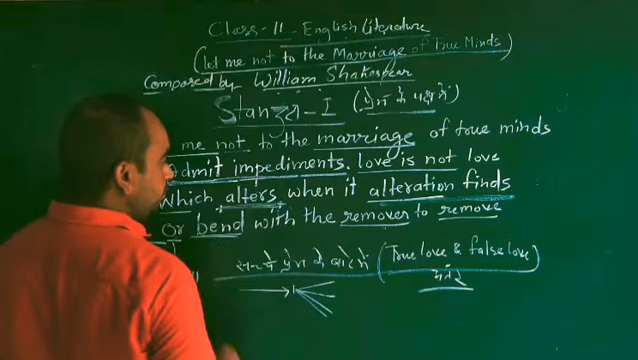 Class-11 - English Literature
(Let me not to the Marriage of True Minds)
Composed by William Shakespear
Stanza - I (प्रेम के पक्ष में)
me not to the marriage of true minds
admit impediments. love is not love
which alters when it alteration finds
or bend with the remover to remove
सच्चे प्रेम के बारे में (True love & false love)
अंतर